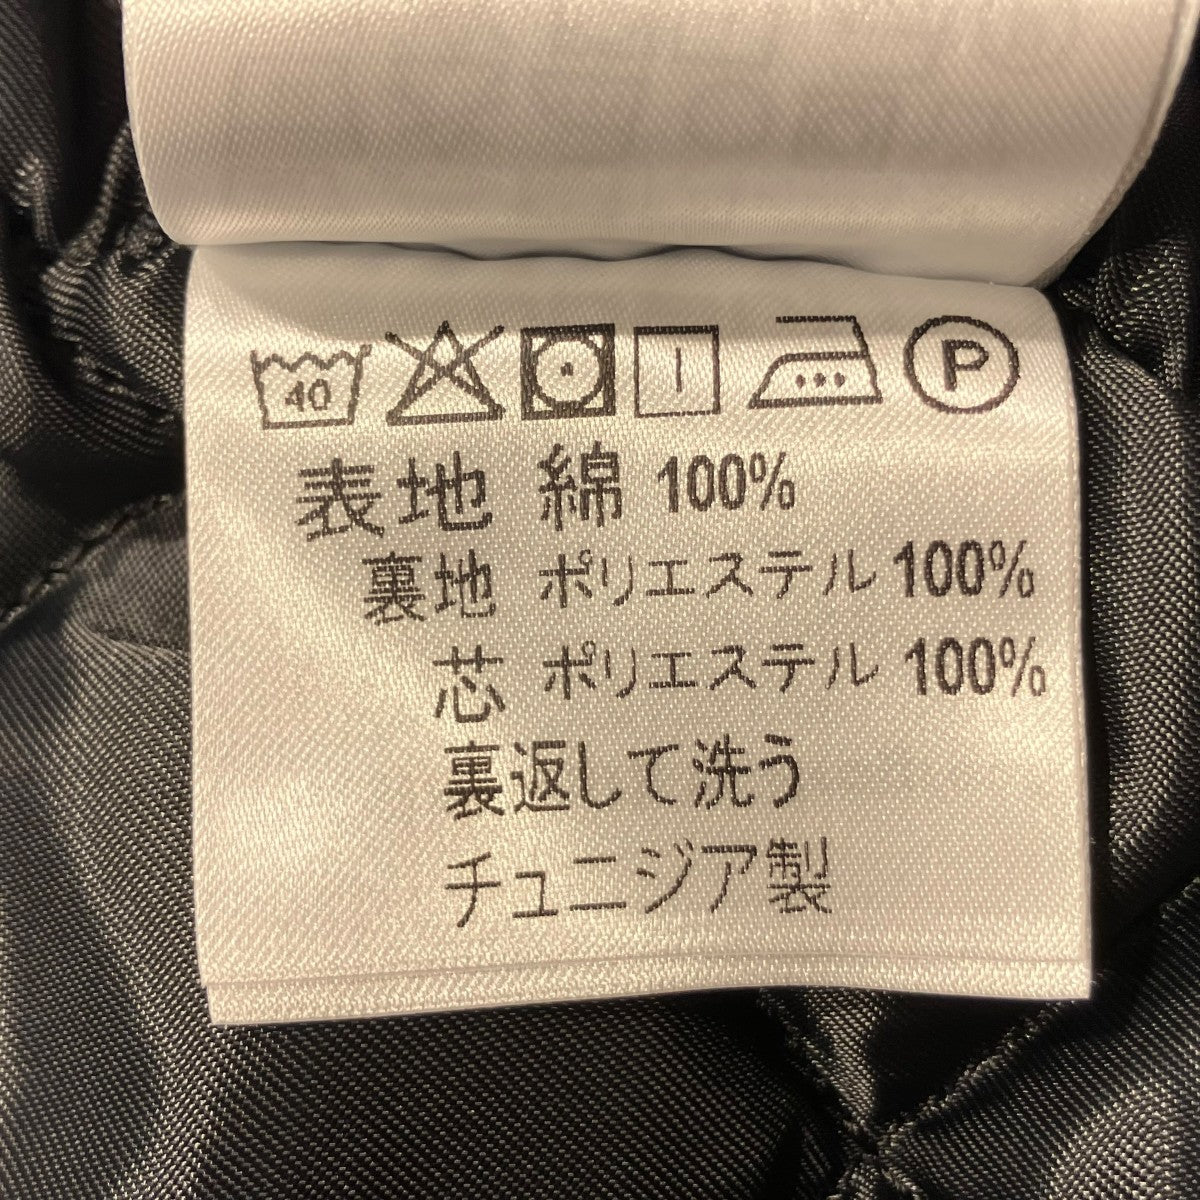 40 P
表地 綿 100%
裏地 ポリエステル 100%
芯 ポリエステル 100%
裏返して洗う
チュニジア製